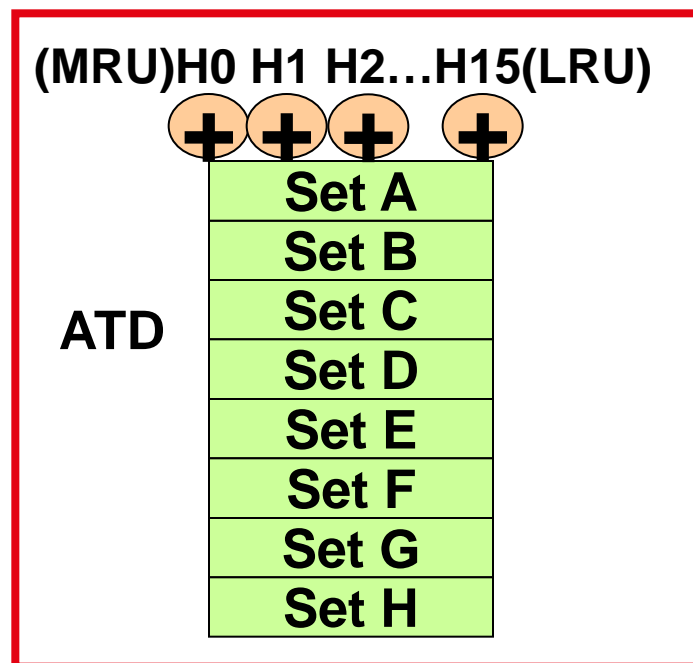 (MRU)H0 H1 H2…H15(LRU)
+ + + +
Set A
Set B
Set C
Set D
ATD
Set E
Set F
Set G
Set H